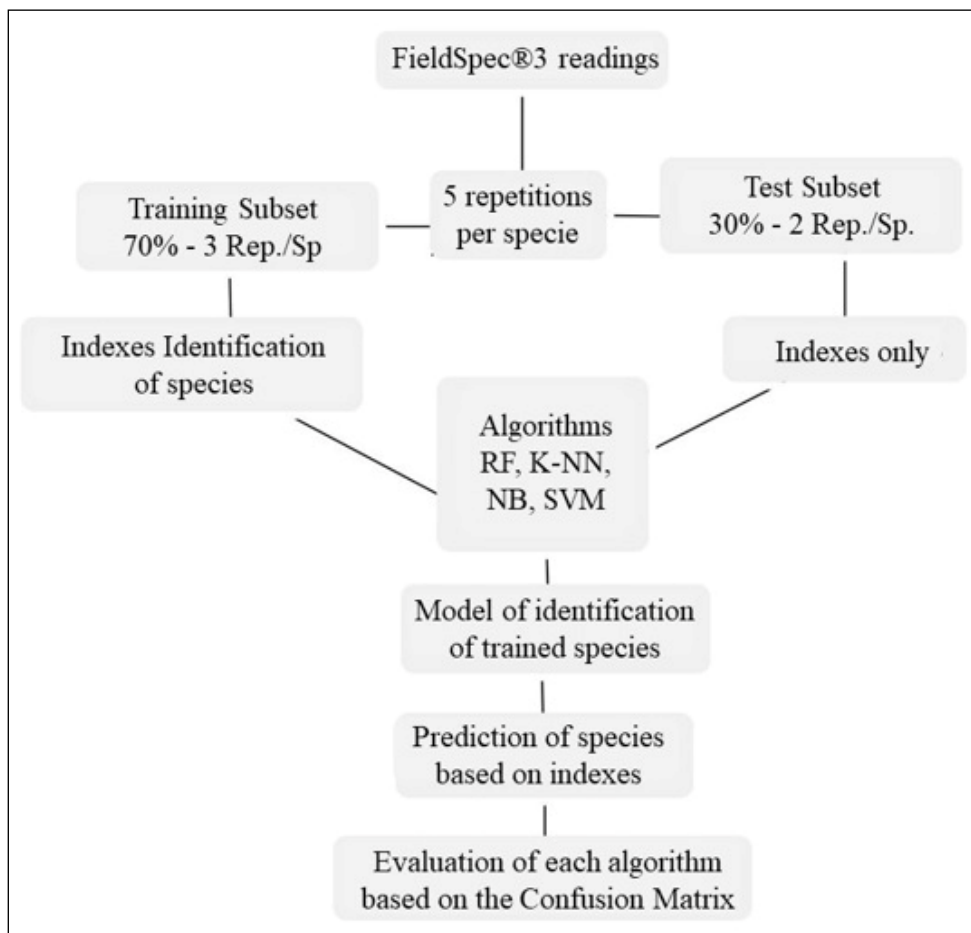 FieldSpec®3 readings
5 repetitions
per specie
Training Subset
70% - 3 Rep./Sp
Test Subset
30% - 2 Rep./Sp.
Indexes Identification
of species
Indexes only
Algorithms
RF, K-NN,
NB, SVM
Model of identification
of trained species
Prediction of species
based on indexes
Evaluation of each algorithm
based on the Confusion Matrix